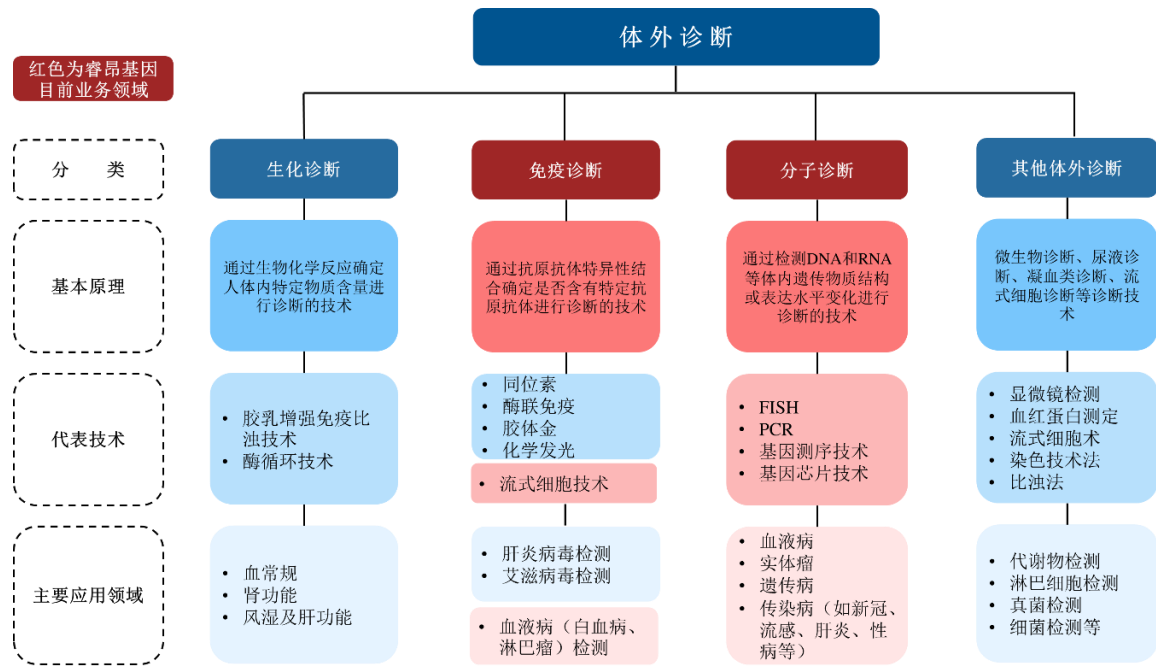 体外诊断
红色为睿昂基因
目前业务领域
分 类
生化诊断
免疫诊断
分子诊断
其他体外诊断
基本原理
通过生物化学反应确定
人体内特定物质含量进
行诊断的技术
通过抗原抗体特异性结
合确定是否含有特定抗
原抗体进行诊断的技术
通过检测DNA和RNA
等体内遗传物质结构
或表达水平变化进行
诊断的技术
微生物诊断、尿液诊
断、凝血类诊断、流
式细胞诊断等诊断技
术
代表技术
• 胶乳增强免疫比
浊技术
• 酶循环技术
• 同位素
• 酶联免疫
• 胶体金
• 化学发光
• 流式细胞技术
• FISH
• PCR
• 基因测序技术
• 基因芯片技术
• 显微镜检测
• 血红蛋白测定
• 流式细胞术
• 染色技术法
• 比浊法
主要应用领域
• 血常规
• 肾功能
• 风湿及肝功能
• 肝炎病毒检测
• 艾滋病毒检测
• 血液病（白血病、
淋巴瘤）检测
• 血液病
• 实体瘤
• 遗传病
• 传染病（如新冠、
流感、肝炎、性
病等）
• 代谢物检测
• 淋巴细胞检测
• 真菌检测
• 细菌检测等